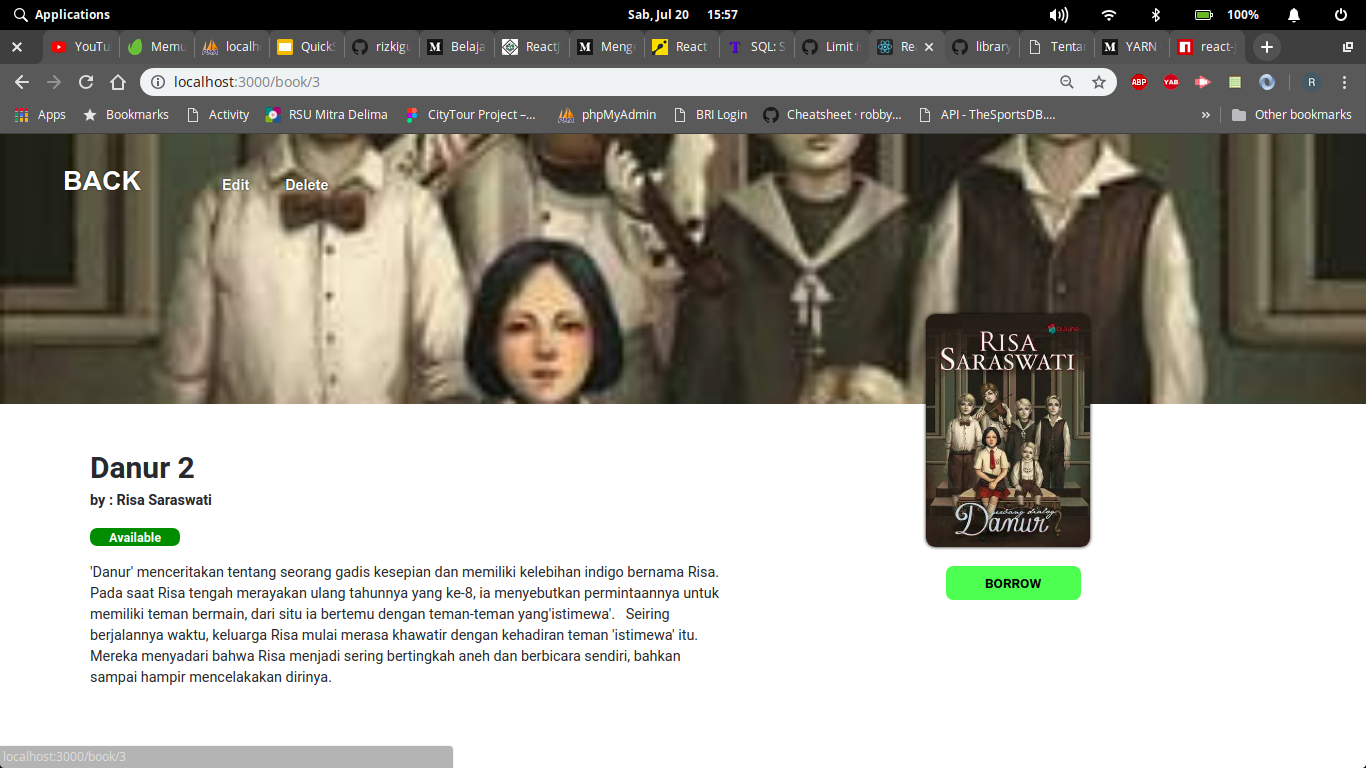 Applications
Sab, Jul 20 15:57
100%
YouTu
Memu
localh
Quick
rizkigu
Belaja
Reactj
Menge
React
SQL: S
Limit i
Rea
library
Tentar
YARN
react-j
localhost:3000/book/3
ABP
YAB
R
Apps
Bookmarks
Activity
RSU Mitra Delima
CityTour Project –...
phpMyAdmin
BRI Login
Cheatsheet · robby...
API - TheSportsDB....
»
Other bookmarks
BACK
Edit
Delete
RISA
SARASWATI
Danur
Danur 2
by : Risa Saraswati
Available
'Danur' menceritakan tentang seorang gadis kesepian dan memiliki kelebihan indigo bernama Risa.
Pada saat Risa tengah merayakan ulang tahunnya yang ke-8, ia menyebutkan permintaannya untuk
memiliki teman bermain, dari situ ia bertemu dengan teman-teman yang'istimewa'. Seiring
berjalannya waktu, keluarga Risa mulai merasa khawatir dengan kehadiran teman 'istimewa' itu.
Mereka menyadari bahwa Risa menjadi sering bertingkah aneh dan berbicara sendiri, bahkan
sampai hampir mencelakakan dirinya.
BORROW
localhost:3000/book/3